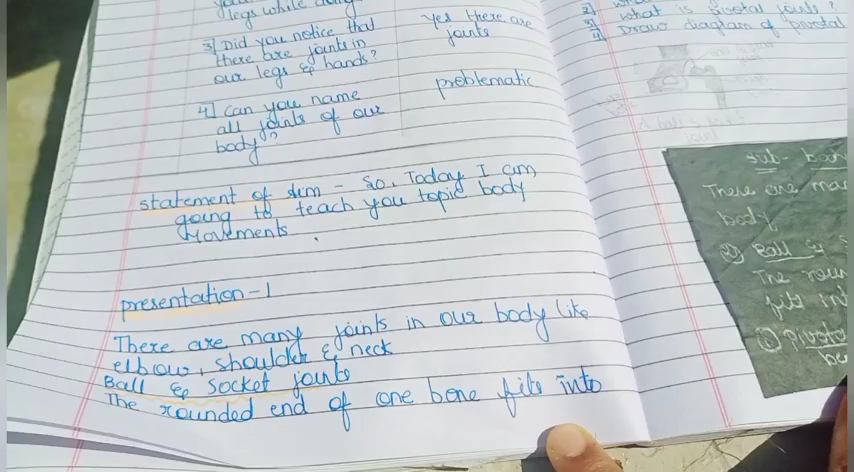 legs while
3) Did you notice that
there are joints in
our legs & hands?
Yes there are
joints
4) Can you name
all joints of our
body?
problematic
statement of Aim - So, Today I am
going to teach you topic body
Movements
presentation-1
There are many joints in our body like
elbow, shoulder & neck
Ball & Socket joints
The rounded end of one bone fits into
What is Pivotal joints?
Draw diagram of pivotal
Sub-
There are
body
Ball &
The
fits